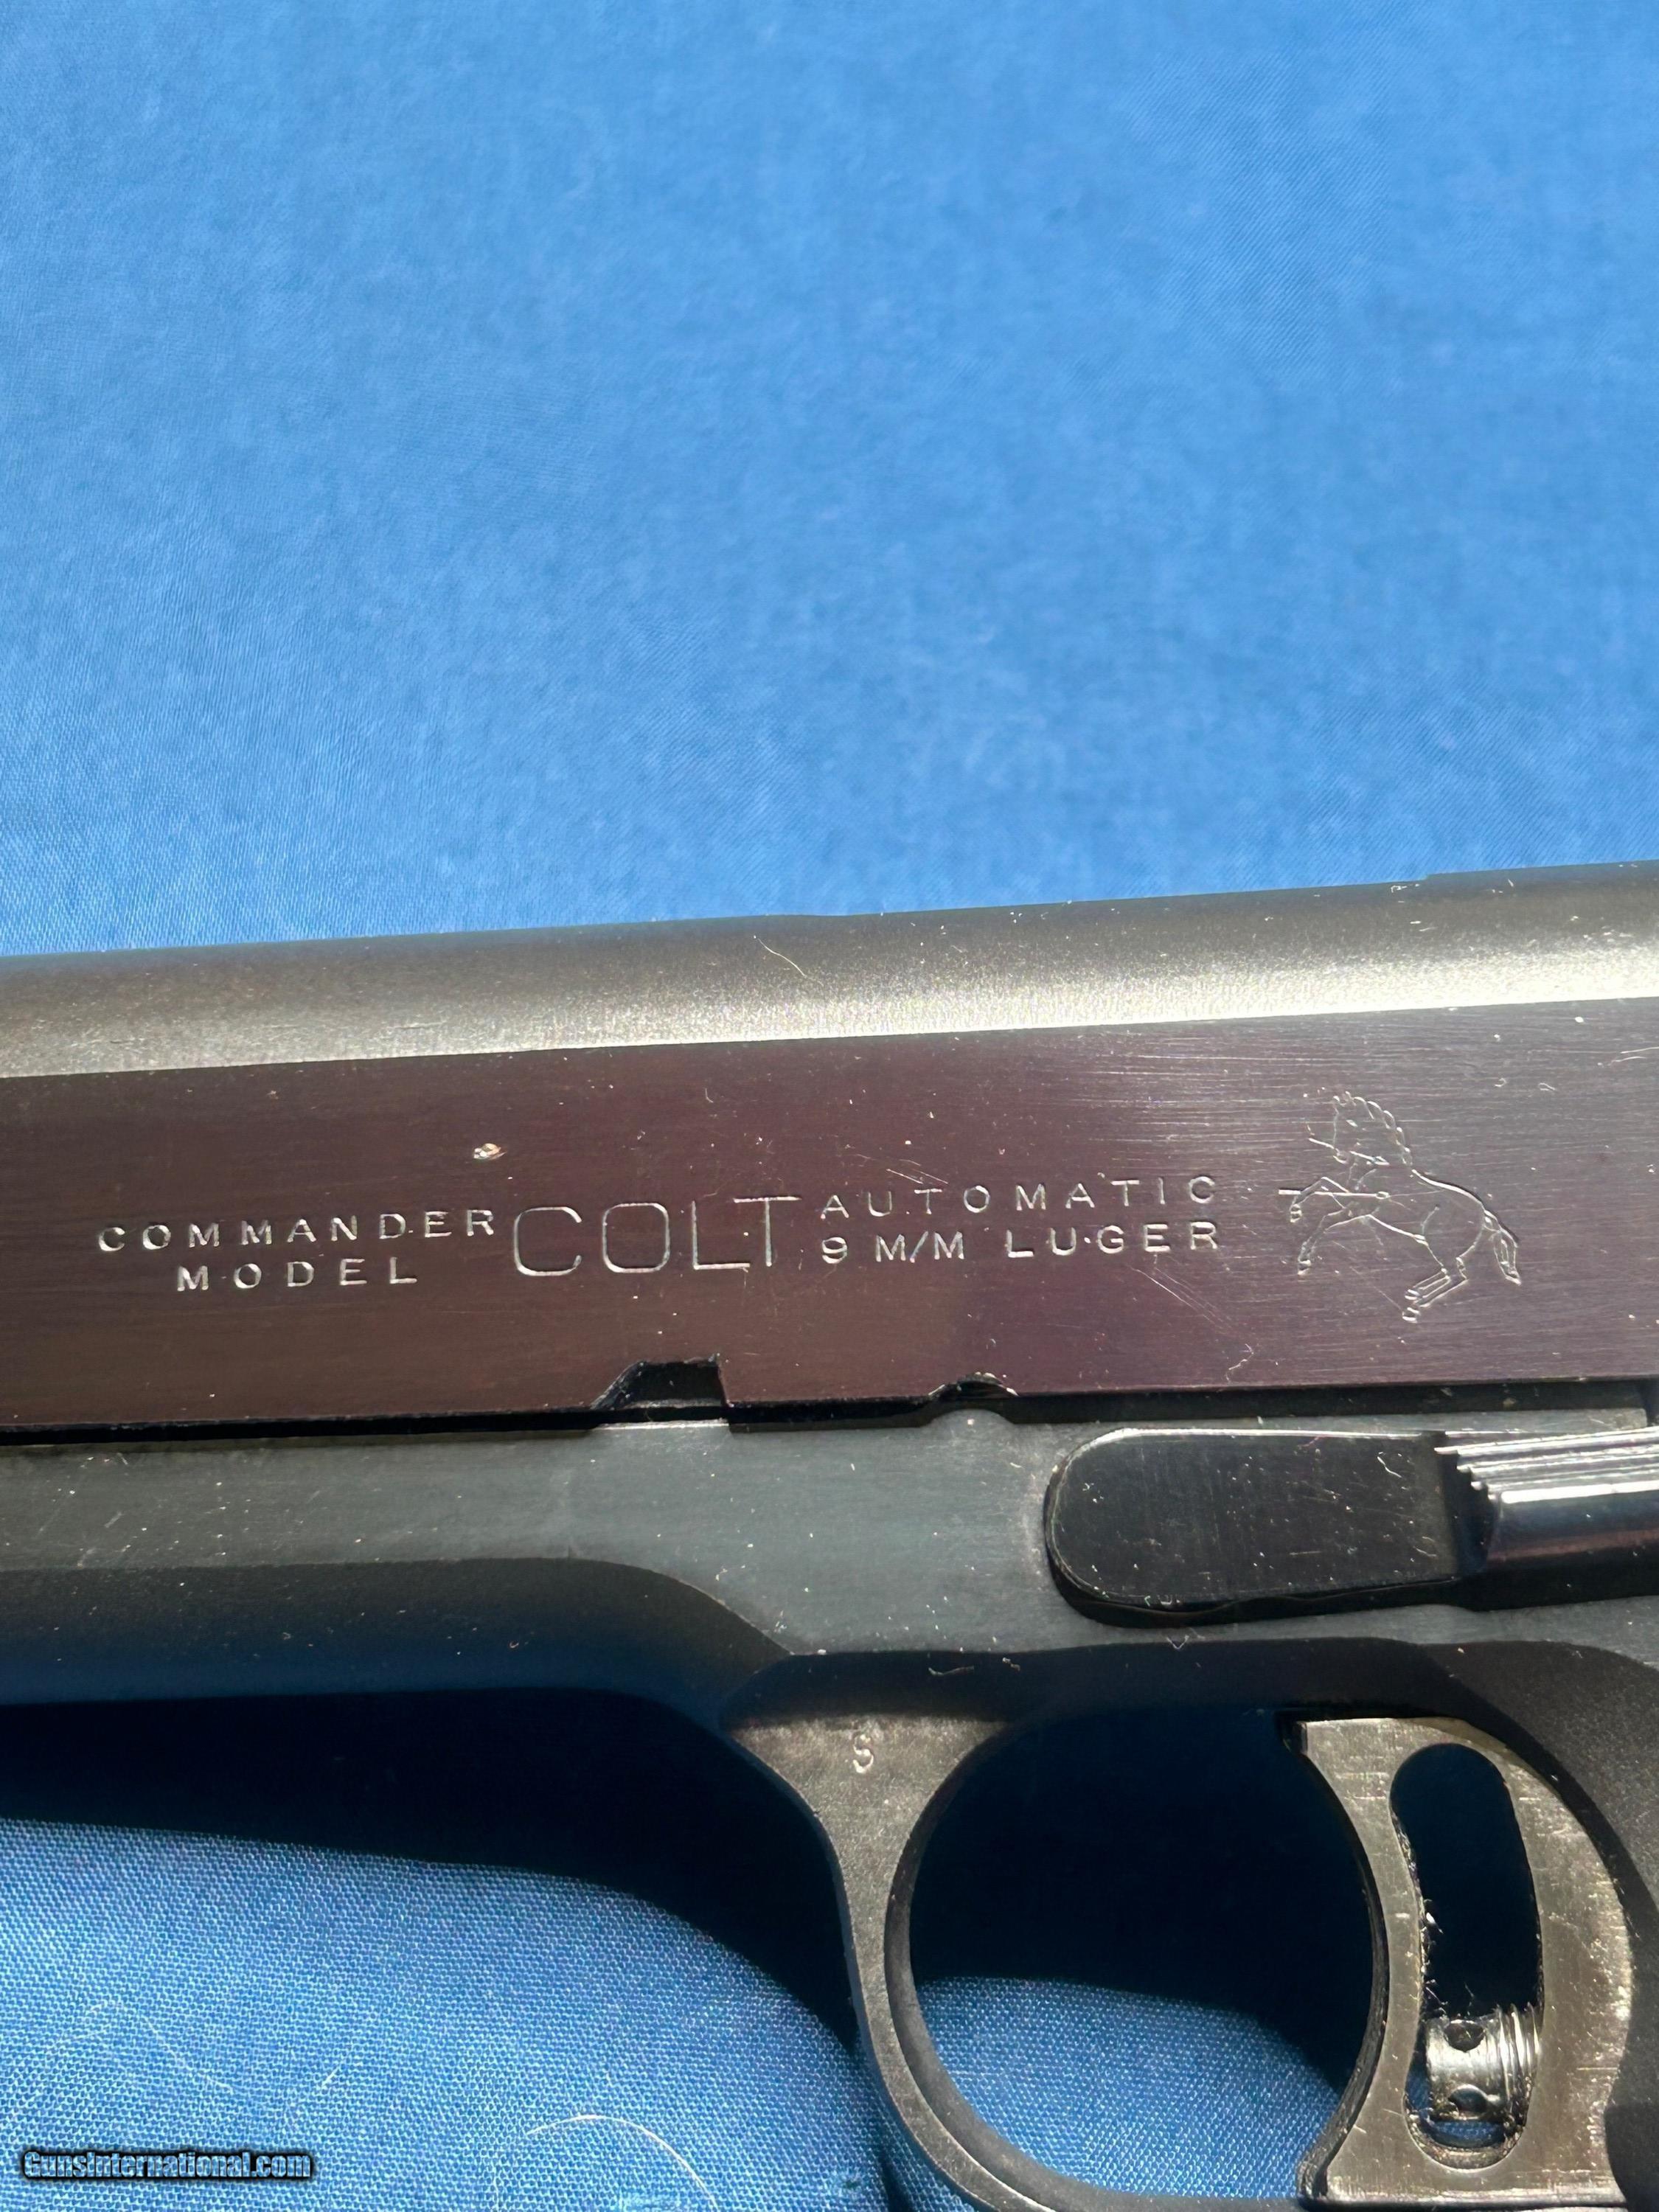 COMMANDER
MODEL
COLT
AUTOMATIC
9 M/M LUGER
S
GunsInternational.com